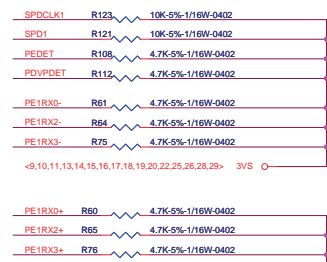 SPDCLK1 R123 10K-5%-1/16W-0402
SPD1 R121 10K-5%-1/16W-0402
PEDET R108 4.7K-5%-1/16W-0402
PDVPDET R112 4.7K-5%-1/16W-0402
PE1RX0- R61 4.7K-5%-1/16W-0402
PE1RX2- R64 4.7K-5%-1/16W-0402
PE1RX3- R75 4.7K-5%-1/16W-0402
<9,10,11,13,14,15,16,17,18,19,20,22,25,26,28,29> 3VS
PE1RX0+ R60 4.7K-5%-1/16W-0402
PE1RX2+ R65 4.7K-5%-1/16W-0402
PE1RX3+ R76 4.7K-5%-1/16W-0402